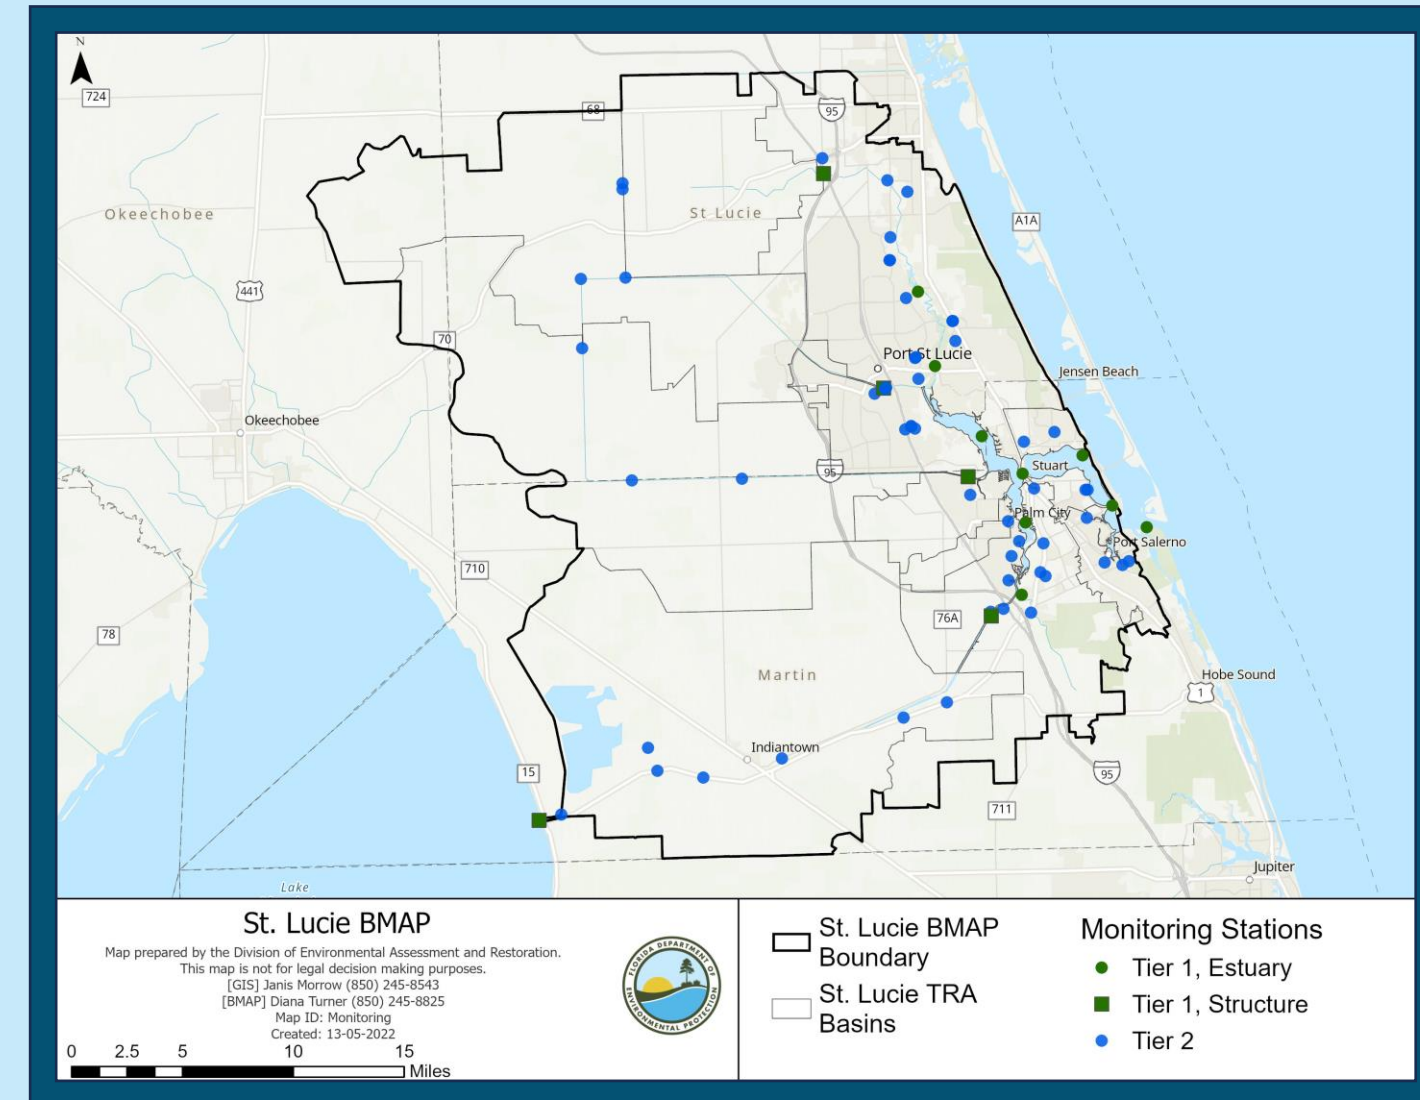 N
724
68
95
Okeechobee
St Lucie
A1A
441
70
Port St Lucie
Jensen Beach
Okeechobee
95
Stuart
Palm City
Port Salerno
710
76A
78
Martin
Hobe Sound
1
Indiantown
15
95
711
Jupiter
Lake
St. Lucie BMAP
Map prepared by the Division of Environmental Assessment and Restoration.
This map is not for legal decision making purposes.
[GIS] Janis Morrow (850) 245-8543
[BMAP] Diana Turner (850) 245-8825
Map ID: Monitoring
Created: 13-05-2022
0 2.5 5 10 15
Miles
FLORIDA DEPARTMENT OF
ENVIRONMENTAL PROTECTION
St. Lucie BMAP
Boundary
St. Lucie TRA
Basins
Monitoring Stations
Tier 1, Estuary
Tier 1, Structure
Tier 2